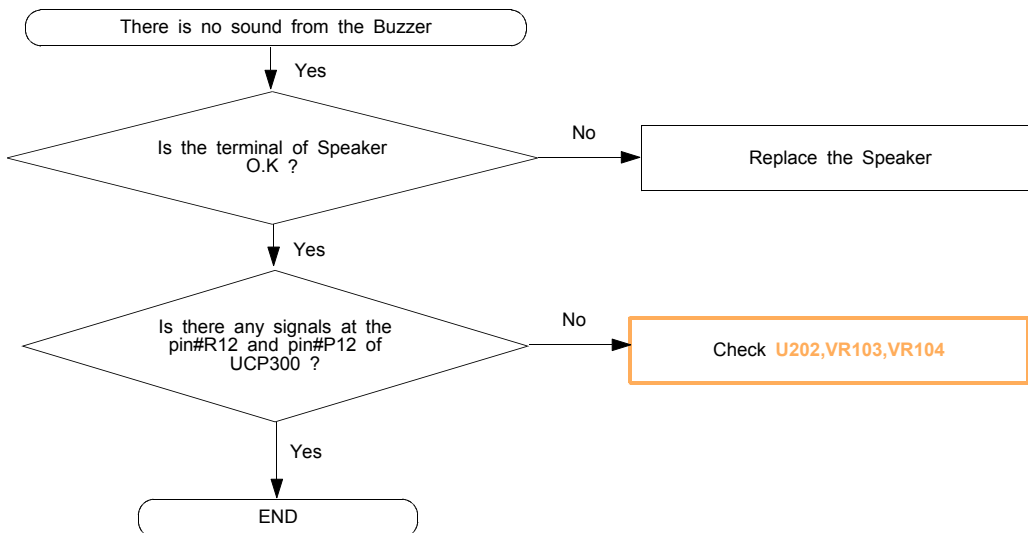 There is no sound from the Buzzer
Yes
Is the terminal of Speaker
O.K ?
No
Replace the Speaker
Yes
Is there any signals at the
pin#R12 and pin#P12 of
UCP300 ?
No
Check U202,VR103,VR104
Yes
END